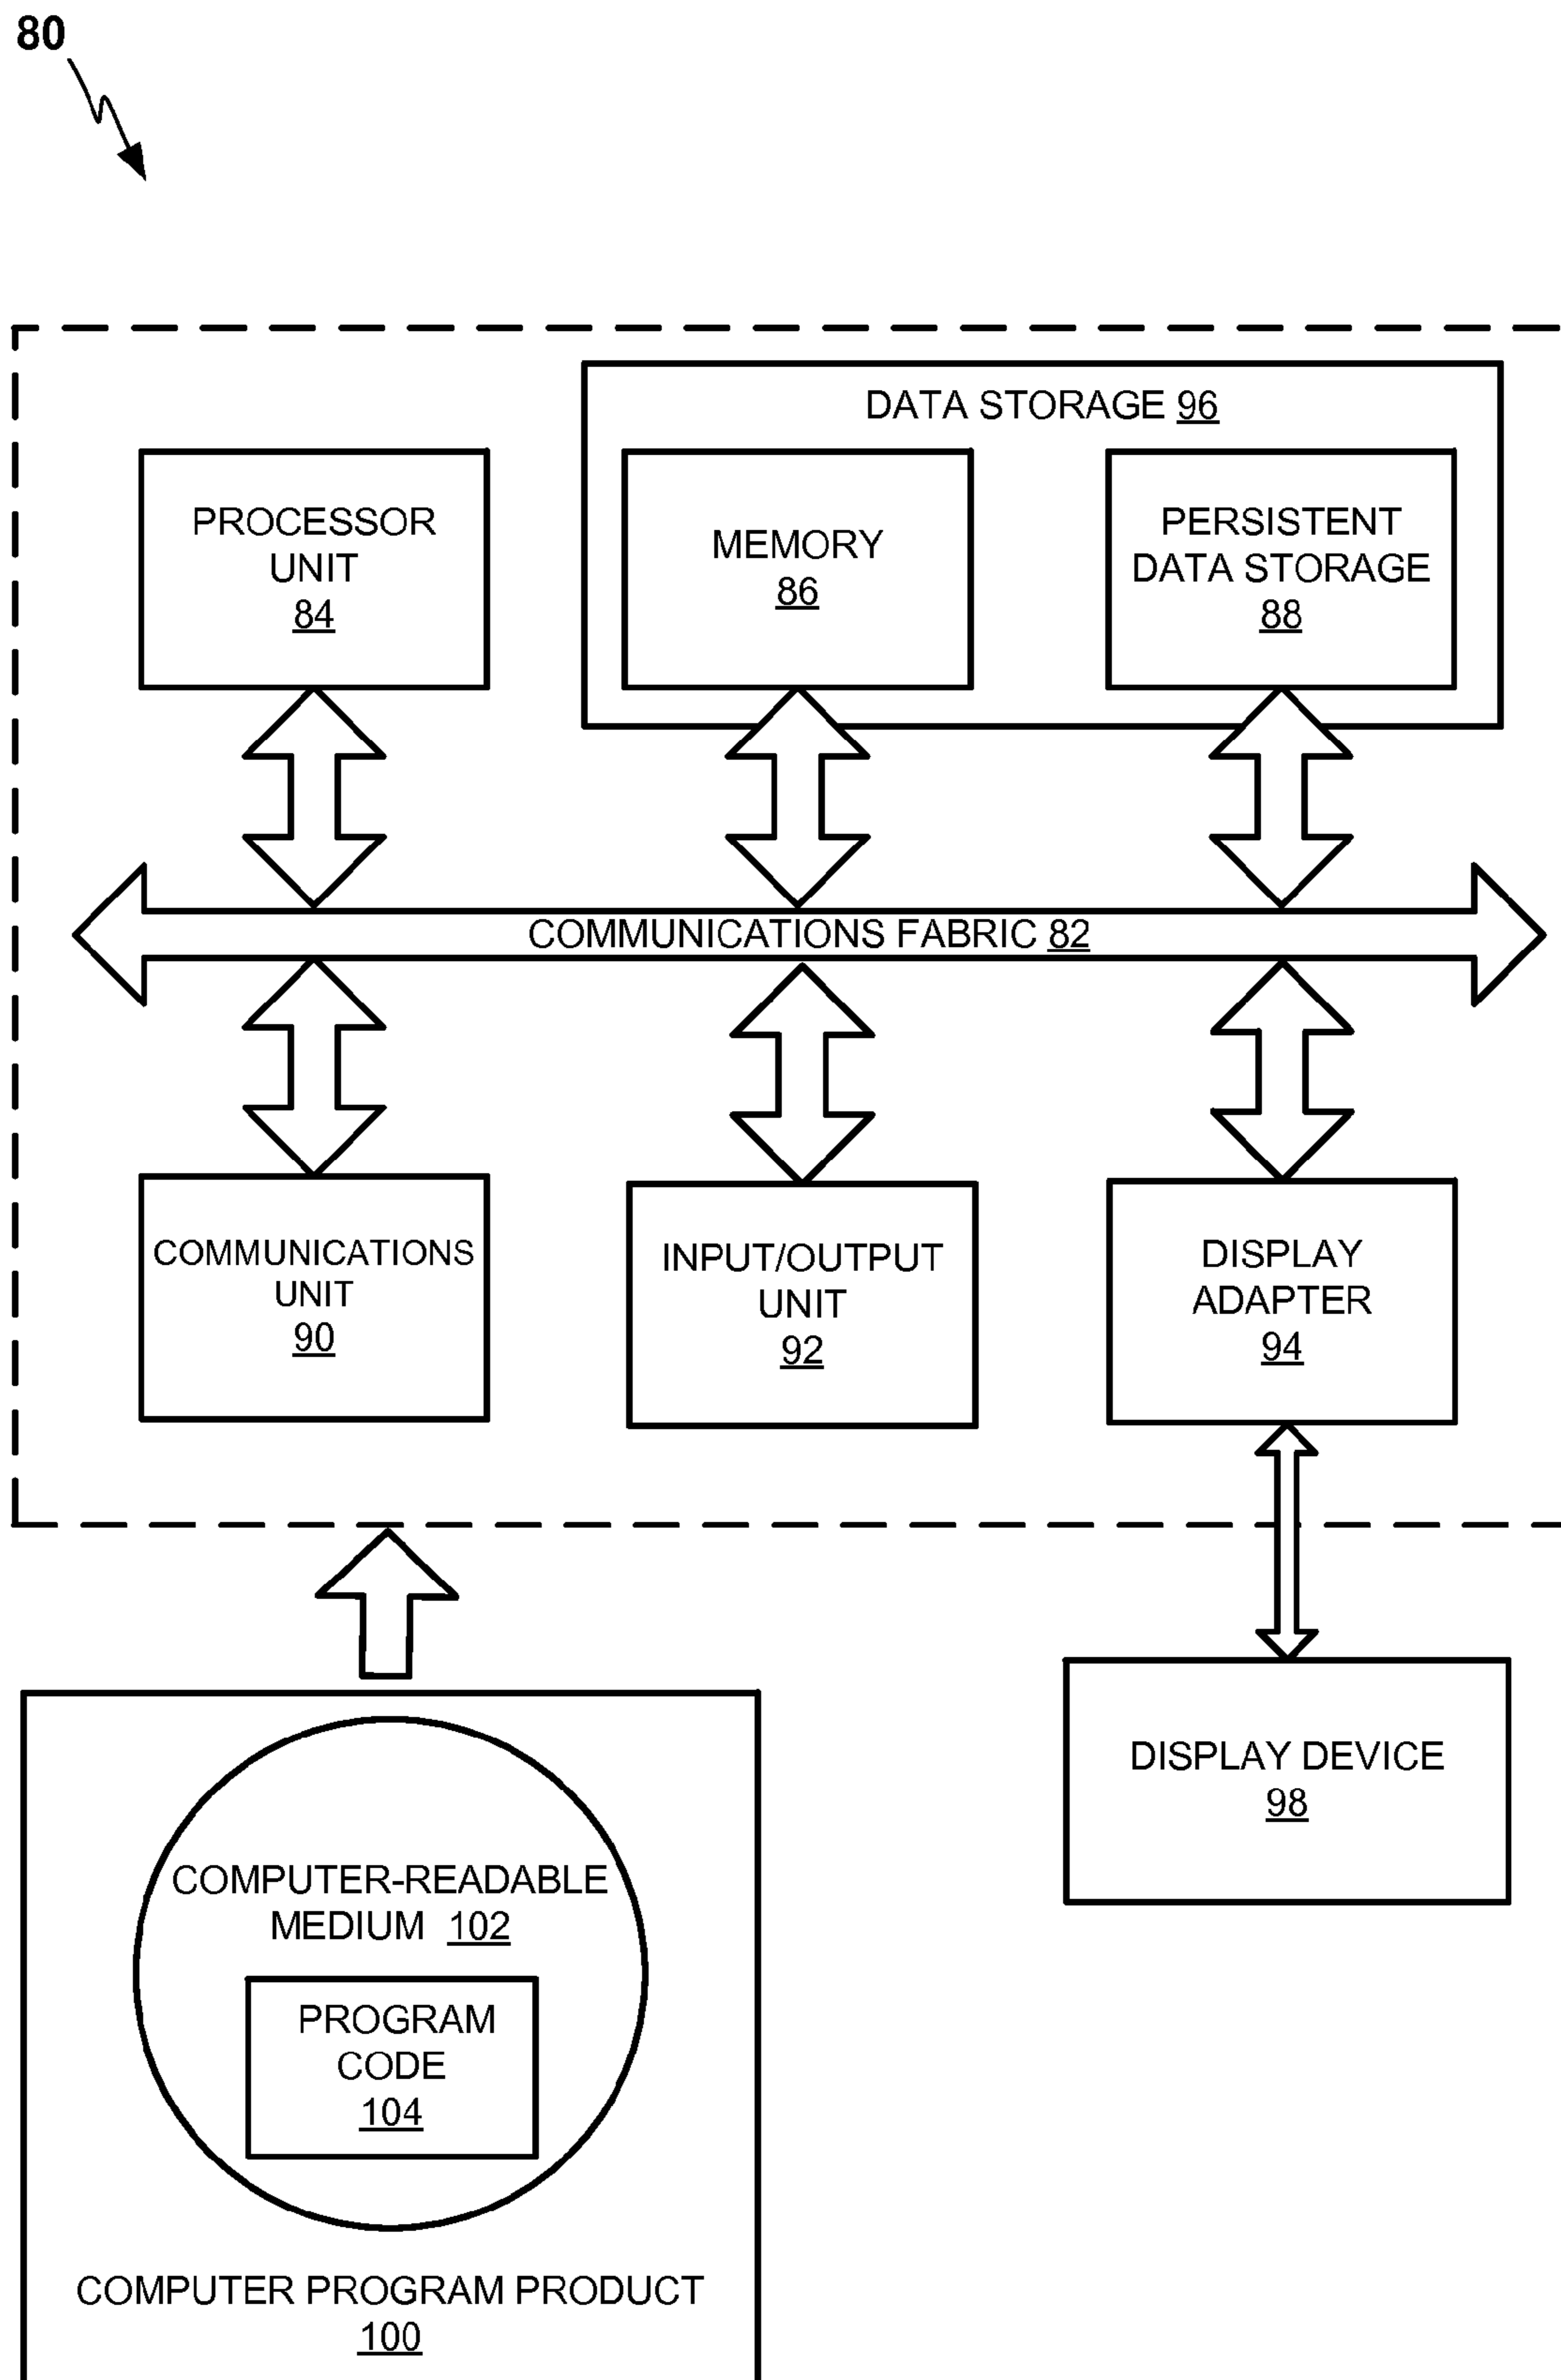 80
DATA STORAGE 96
PROCESSOR
UNIT
84
MEMORY
86
PERSISTENT
DATA STORAGE
88
COMMUNICATIONS FABRIC 82
COMMUNICATIONS
UNIT
90
INPUT/OUTPUT
UNIT
92
DISPLAY
ADAPTER
94
DISPLAY DEVICE
98
COMPUTER-READABLE
MEDIUM 102
PROGRAM
CODE
104
COMPUTER PROGRAM PRODUCT
100